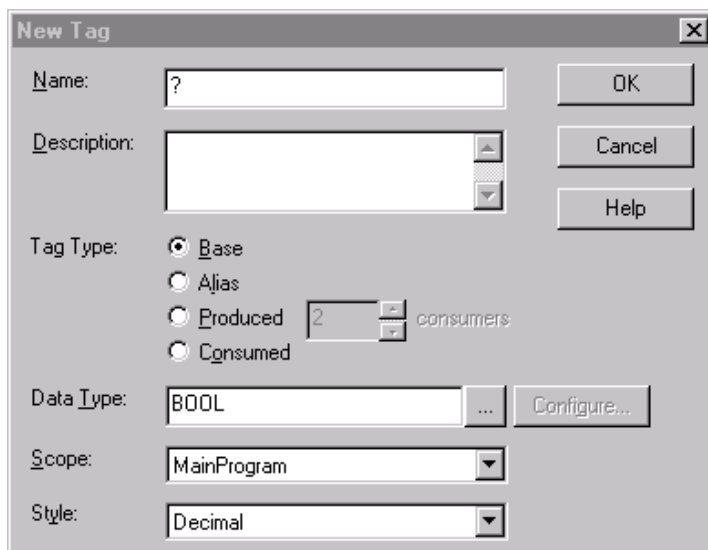 New Tag
Name: ? OK
Description: Cancel
Help
Tag Type: Base
Alias
Produced 2 consumers
Consumed
Data Type: BOOL ... Configure...
Scope: MainProgram
Style: Decimal